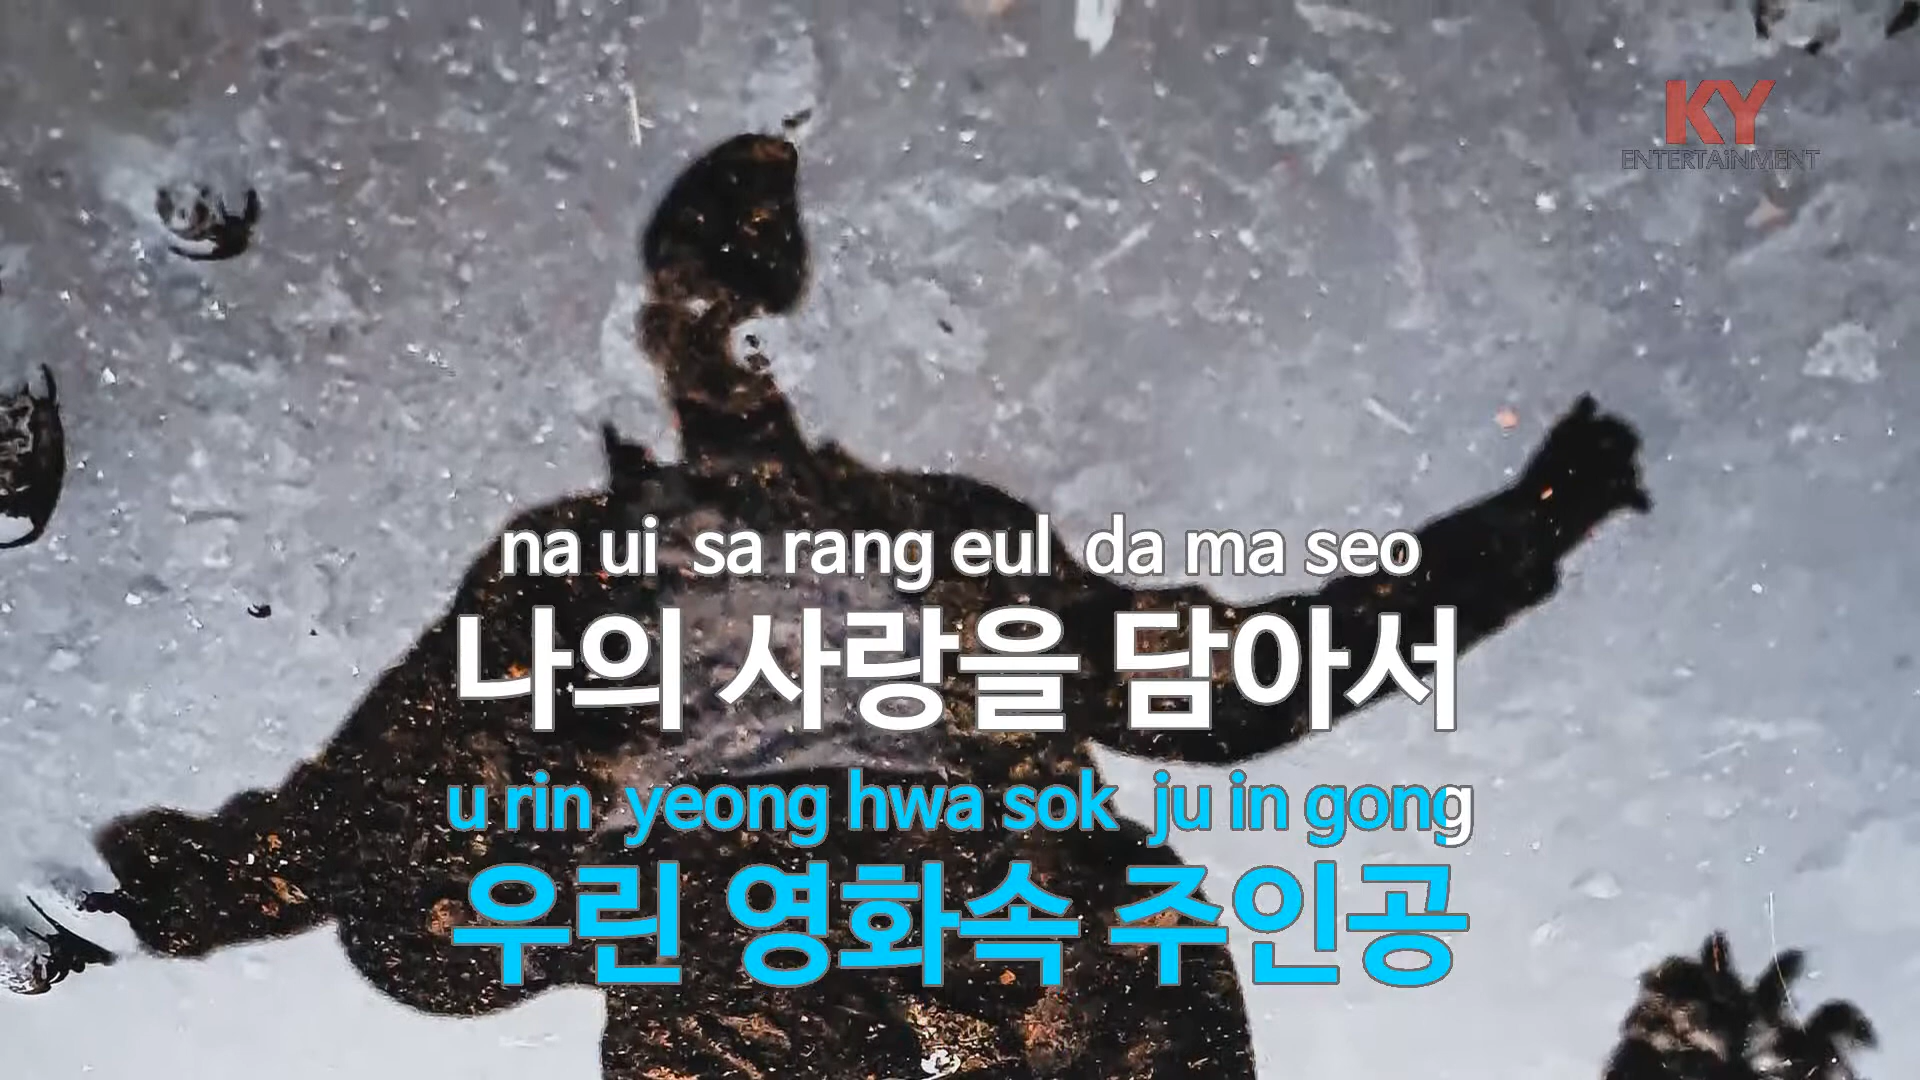 KY
ENTERTAiNMENT
na ui sa rang eul da ma seo
나의 사랑을 담아서
u rin yeong hwa sok ju in gong
우린 영화속 주인공